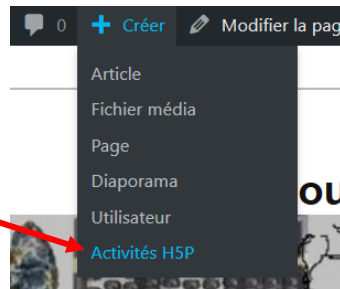 0 + Créer Modifier la pag
Article
Fichier média
Page
Diaporama
ou
Utilisateur
Activités H5P